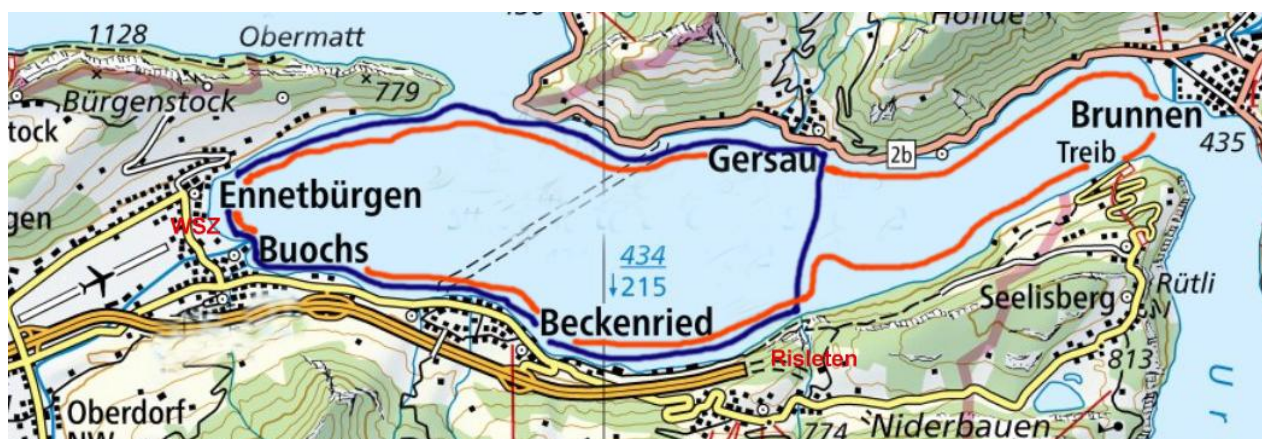 1128
Obermatt
779
Bürgenstock
tock
gen
Ennetbürgen
WSZ
Buochs
Gersau
2b
Brunnen
Treib
435
434
↓215
Beckenried
Risleten
Seelisberg
Rütli
813
U r
Oberdorf
NW
774
Niderbauen